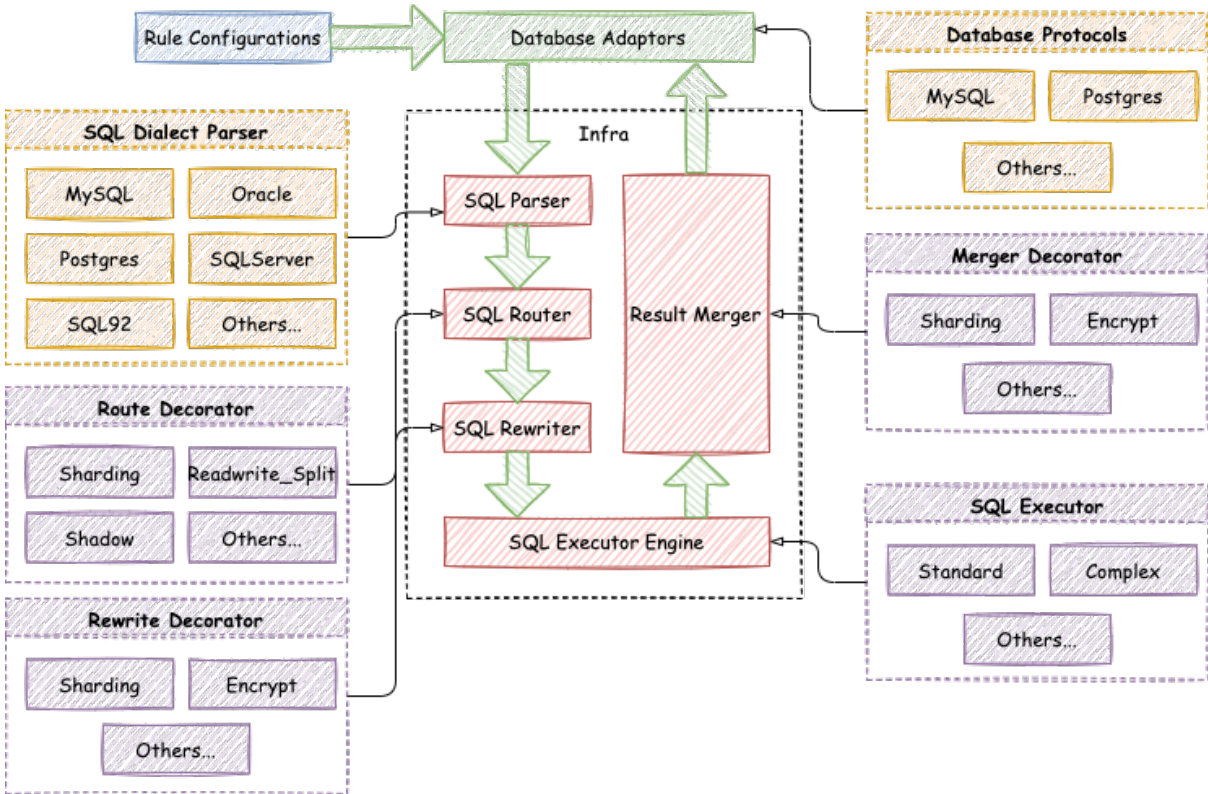 Rule Configurations
Database Adaptors
Database Protocols
MySQL
Postgres
Others...
SQL Dialect Parser
MySQL
Oracle
Postgres
SQLServer
SQL92
Others...
Infra
SQL Parser
SQL Router
SQL Rewriter
Result Merger
SQL Executor Engine
Merger Decorator
Sharding
Encrypt
Others...
Route Decorator
Sharding
Readwrite_Split
Shadow
Others...
SQL Executor
Standard
Complex
Others...
Rewrite Decorator
Sharding
Encrypt
Others...